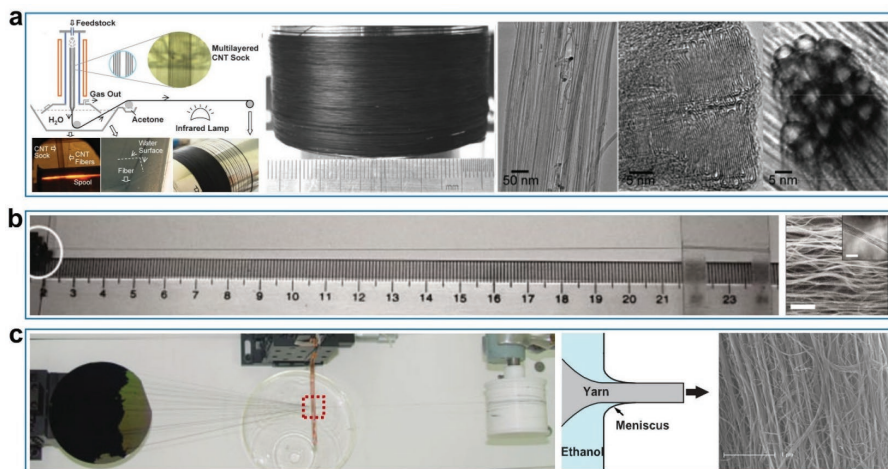 a
Feedstock
Multilayered
CNT Sock
Gas Out
H₂O
Acetone
Infrared Lamp
CNT
Sock
CNT
Fibers
Spool
Water
Surface
Fiber
mm
50 nm
5 nm
5 nm
b
2 3 4 5 6 7 8 9 10 11 12 13 14 15 16 17 18 19 20 21 23
c
Yarn
Meniscus
Ethanol